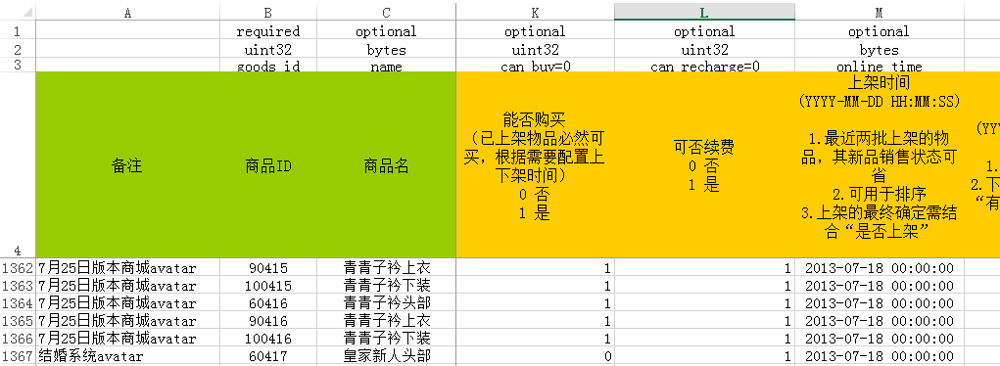 A B C K L M
1 required optional optional optional optional
2 uint32 bytes uint32 uint32 bytes
3 goods_id name can_buy=0 can_recharge=0 online_time
上架时间
(YYYY-MM-DD HH:MM:SS)
能否购买
(YY
(已上架物品必然可
1.最近两批上架的物
买，根据需要配置上
可否续费
品，其新品销售状态可
1.
备注 商品ID 商品名
下架时间)
0 否
省
2.下
0 否
1 是
2.可用于排序
“有
1 是
3.上架的最终确定需结
合“是否上架”
4
1362 7月25日版本商城avatar 90415 青青子衿上衣 1 1 2013-07-18 00:00:00
1363 7月25日版本商城avatar 100415 青青子衿下装 1 1 2013-07-18 00:00:00
1364 7月25日版本商城avatar 60416 青青子衿头部 1 1 2013-07-18 00:00:00
1365 7月25日版本商城avatar 90416 青青子衿上衣 1 1 2013-07-18 00:00:00
1366 7月25日版本商城avatar 100416 青青子衿下装 1 1 2013-07-18 00:00:00
1367 结婚系统avatar 60417 皇家新人头部 0 1 2013-07-18 00:00:00